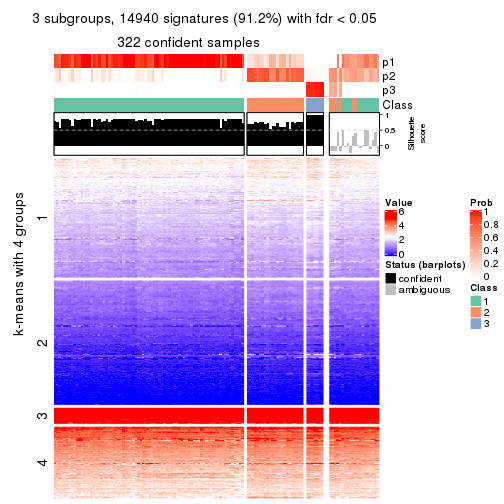 3 subgroups, 14940 signatures (91.2%) with fdr < 0.05
322 confident samples
p1
p2
p3
Class
1
0.5
0
Silhouette
score
k-means with 4 groups
1
2
3
4
Value
6
4
2
0
Status (barplots)
confident
ambiguous
Prob
1
0.8
0.6
0.4
0.2
0
Class
1
2
3